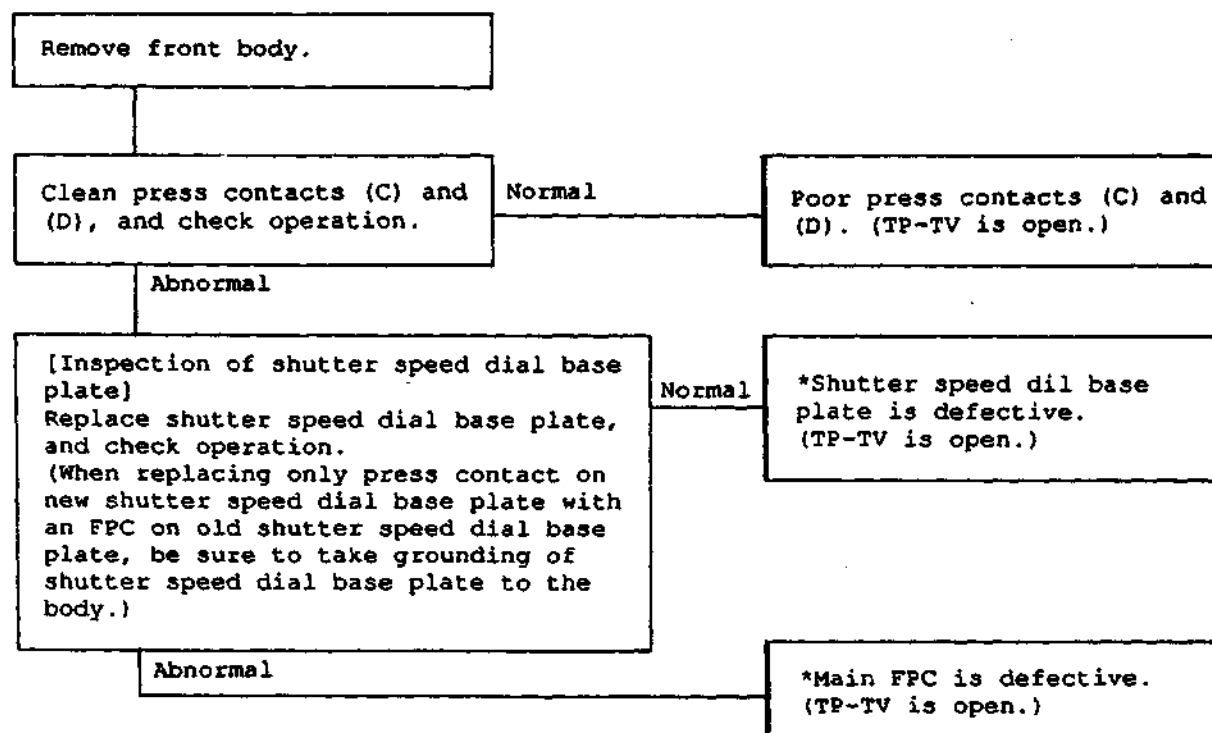 Remove front body.
Clean press contacts (C) and
(D), and check operation.
Normal
Poor press contacts (C) and
(D). (TP-TV is open.)
Abnormal
[Inspection of shutter speed dial base
plate]
Replace shutter speed dial base plate,
and check operation.
(When replacing only press contact on
new shutter speed dial base plate with
an FPC on old shutter speed dial base
plate, be sure to take grounding of
shutter speed dial base plate to the
body.)
Normal
*Shutter speed dil base
plate is defective.
(TP-TV is open.)
Abnormal
*Main FPC is defective.
(TP-TV is open.)